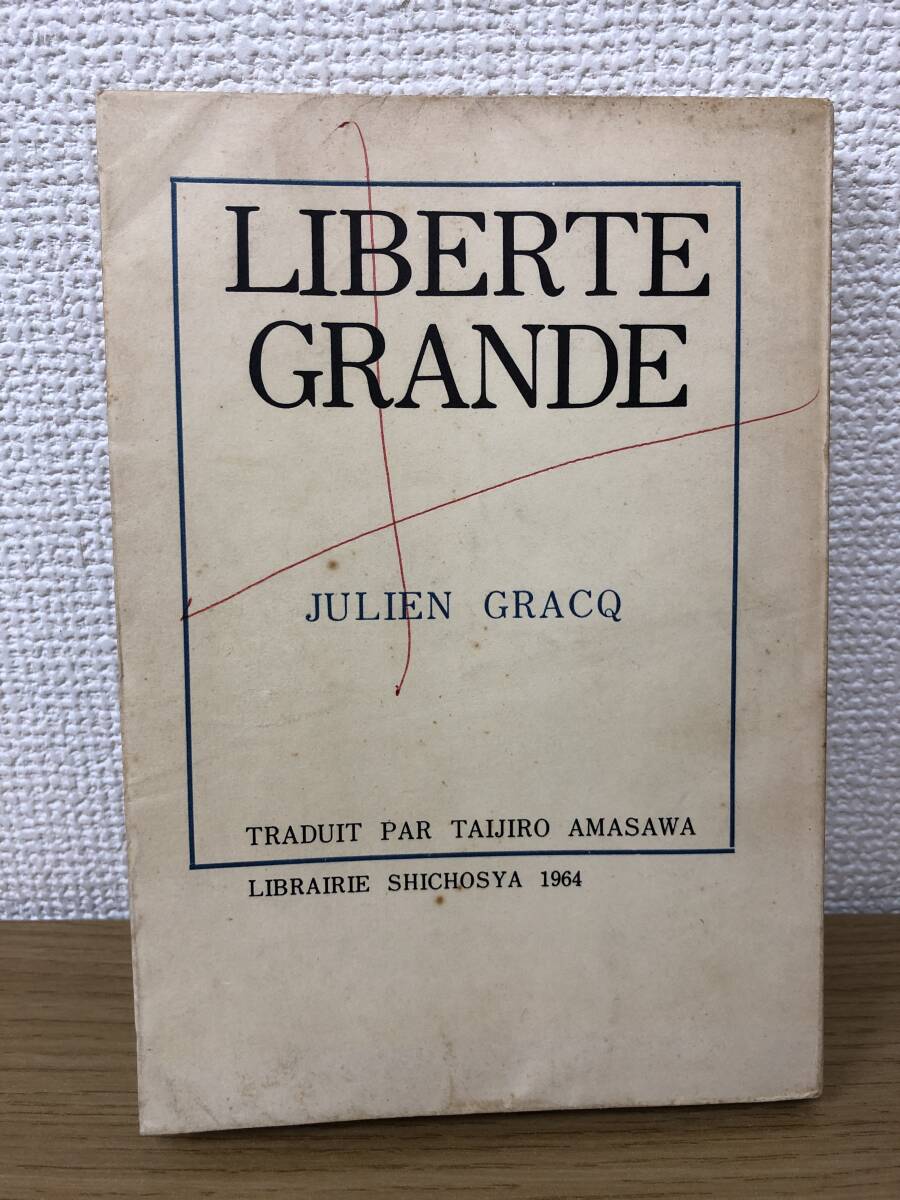 LIBERTE
GRANDE
JULIEN GRACQ
TRADUIT PAR TAIJIRO AMASAWA
LIBRAIRIE SHICHOSYA 1964